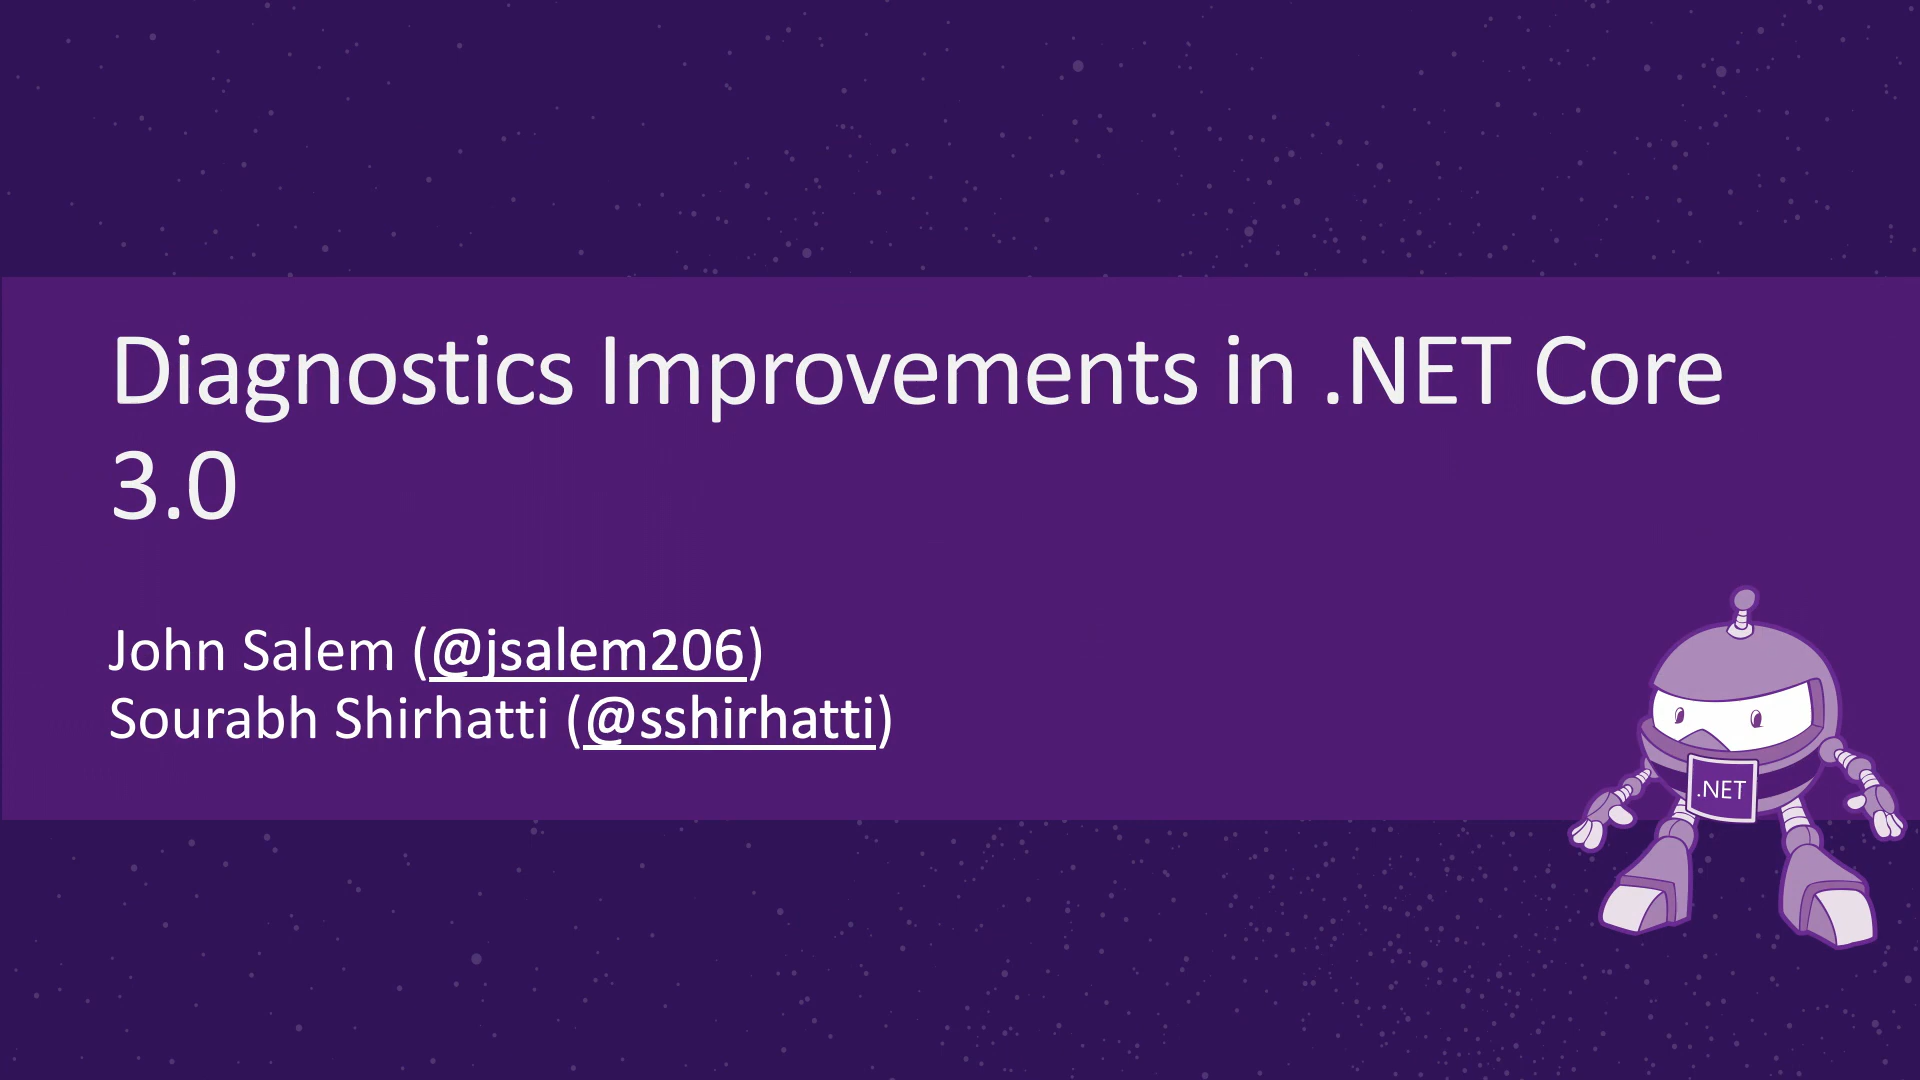 Diagnostics Improvements in .NET Core
3.0
John Salem (@jsalem206)
Sourabh Shirhatti (@sshirhatti)
.NET